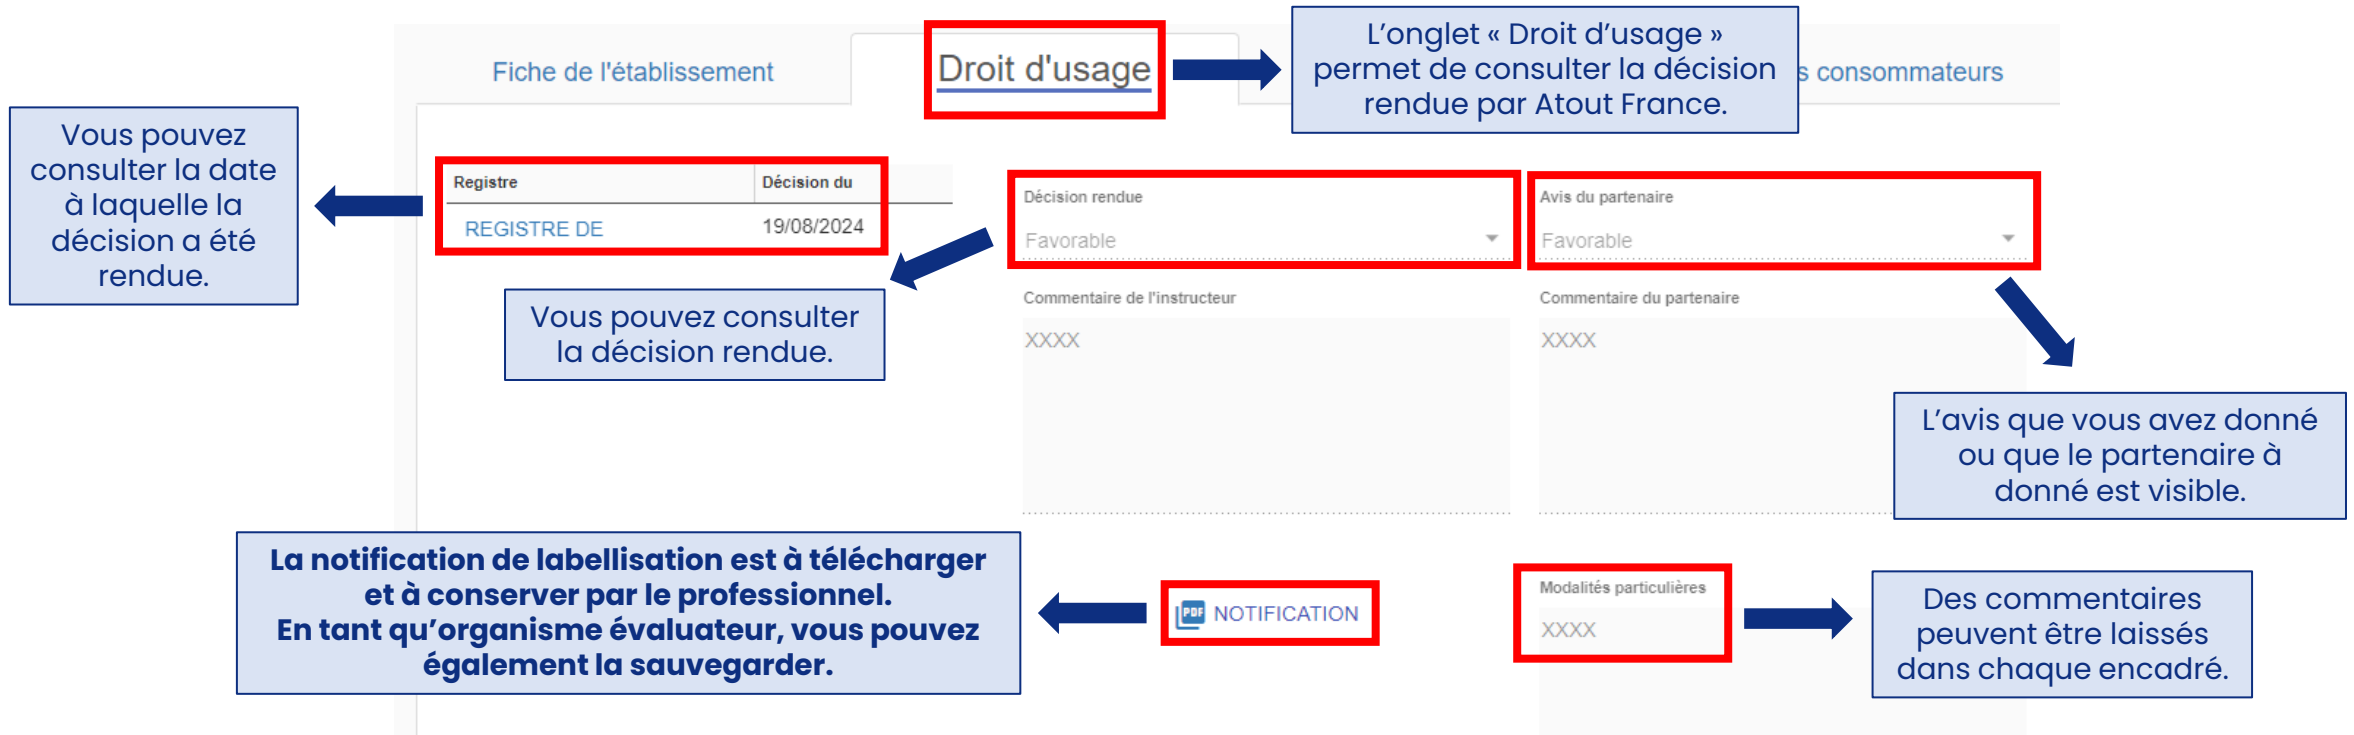 Fiche de l'établissement
Droit d'usage
L'onglet « Droit d'usage »
permet de consulter la décision
rendue par Atout France.
s consommateurs
Vous pouvez
consulter la date
à laquelle la
décision a été
rendue.
Registre Décision du
REGISTRE DE 19/08/2024
Décision rendue
Favorable
Avis du partenaire
Favorable
Vous pouvez consulter
la décision rendue.
Commentaire de l'instructeur
XXXX
Commentaire du partenaire
XXXX
L'avis que vous avez donné
ou que le partenaire à
donné est visible.
La notification de labellisation est à télécharger
et à conserver par le professionnel.
En tant qu'organisme évaluateur, vous pouvez
également la sauvegarder.
PDF NOTIFICATION
Modalités particulières
XXXX
Des commentaires
peuvent être laissés
dans chaque encadré.